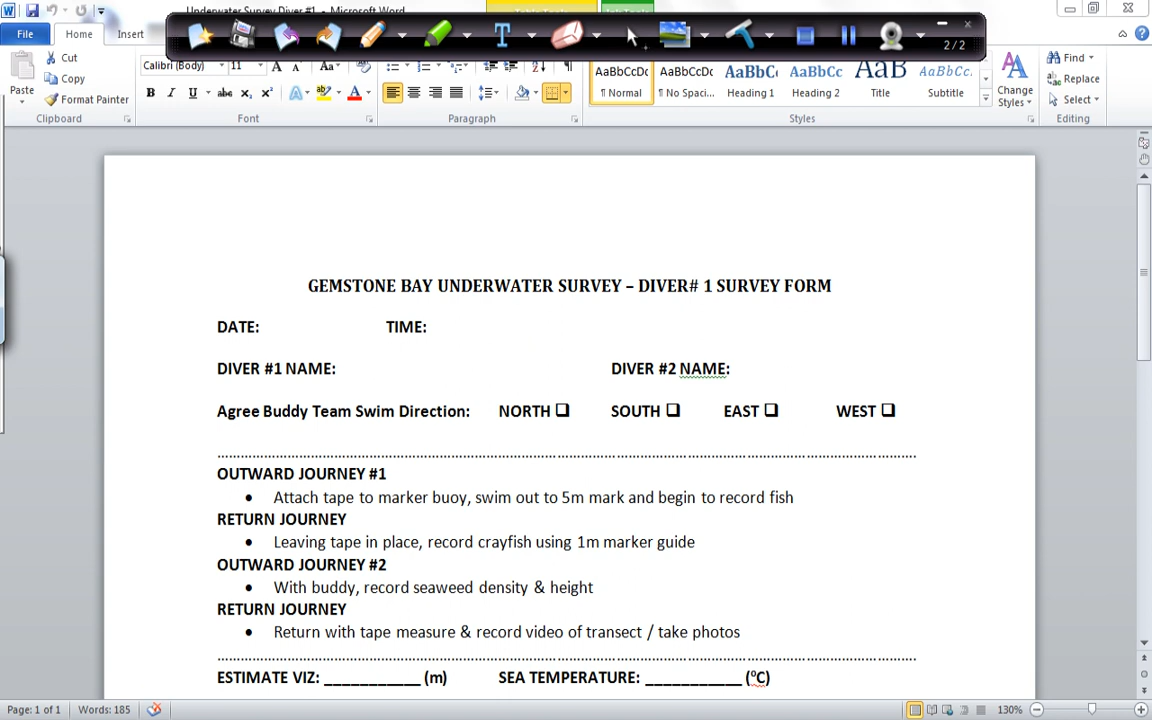 Underwater Survey Diver #1 - Microsoft Word
2/2
File Home Insert
Cut
Copy
Format Painter
Paste
Clipboard
Calibri (Body) 11
Font
Paragraph
AaBbCcDc AaBbCcDc AaBbC AaBbCc AaB AaBbCc.
¶ Normal ¶ No Spaci... Heading 1 Heading 2 Title Subtitle
Change Styles
Styles
Find
Replace
Select
Editing
GEMSTONE BAY UNDERWATER SURVEY – DIVER# 1 SURVEY FORM
DATE: TIME:
DIVER #1 NAME: DIVER #2 NAME:
Agree Buddy Team Swim Direction: NORTH ❑ SOUTH ❑ EAST ❑ WEST ❑
OUTWARD JOURNEY #1
• Attach tape to marker buoy, swim out to 5m mark and begin to record fish
RETURN JOURNEY
• Leaving tape in place, record crayfish using 1m marker guide
OUTWARD JOURNEY #2
• With buddy, record seaweed density & height
RETURN JOURNEY
• Return with tape measure & record video of transect / take photos
ESTIMATE VIZ: ___________ (m) SEA TEMPERATURE: ___________ (⁰C)
Page: 1 of 1 Words: 185 130%